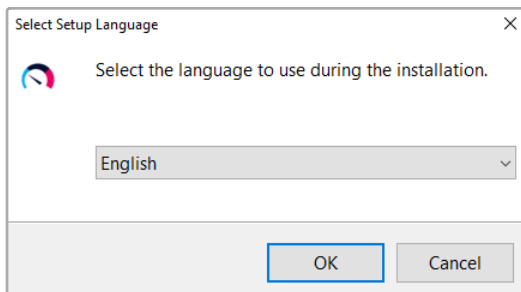 Select Setup Language
Select the language to use during the installation.
English
OK
Cancel